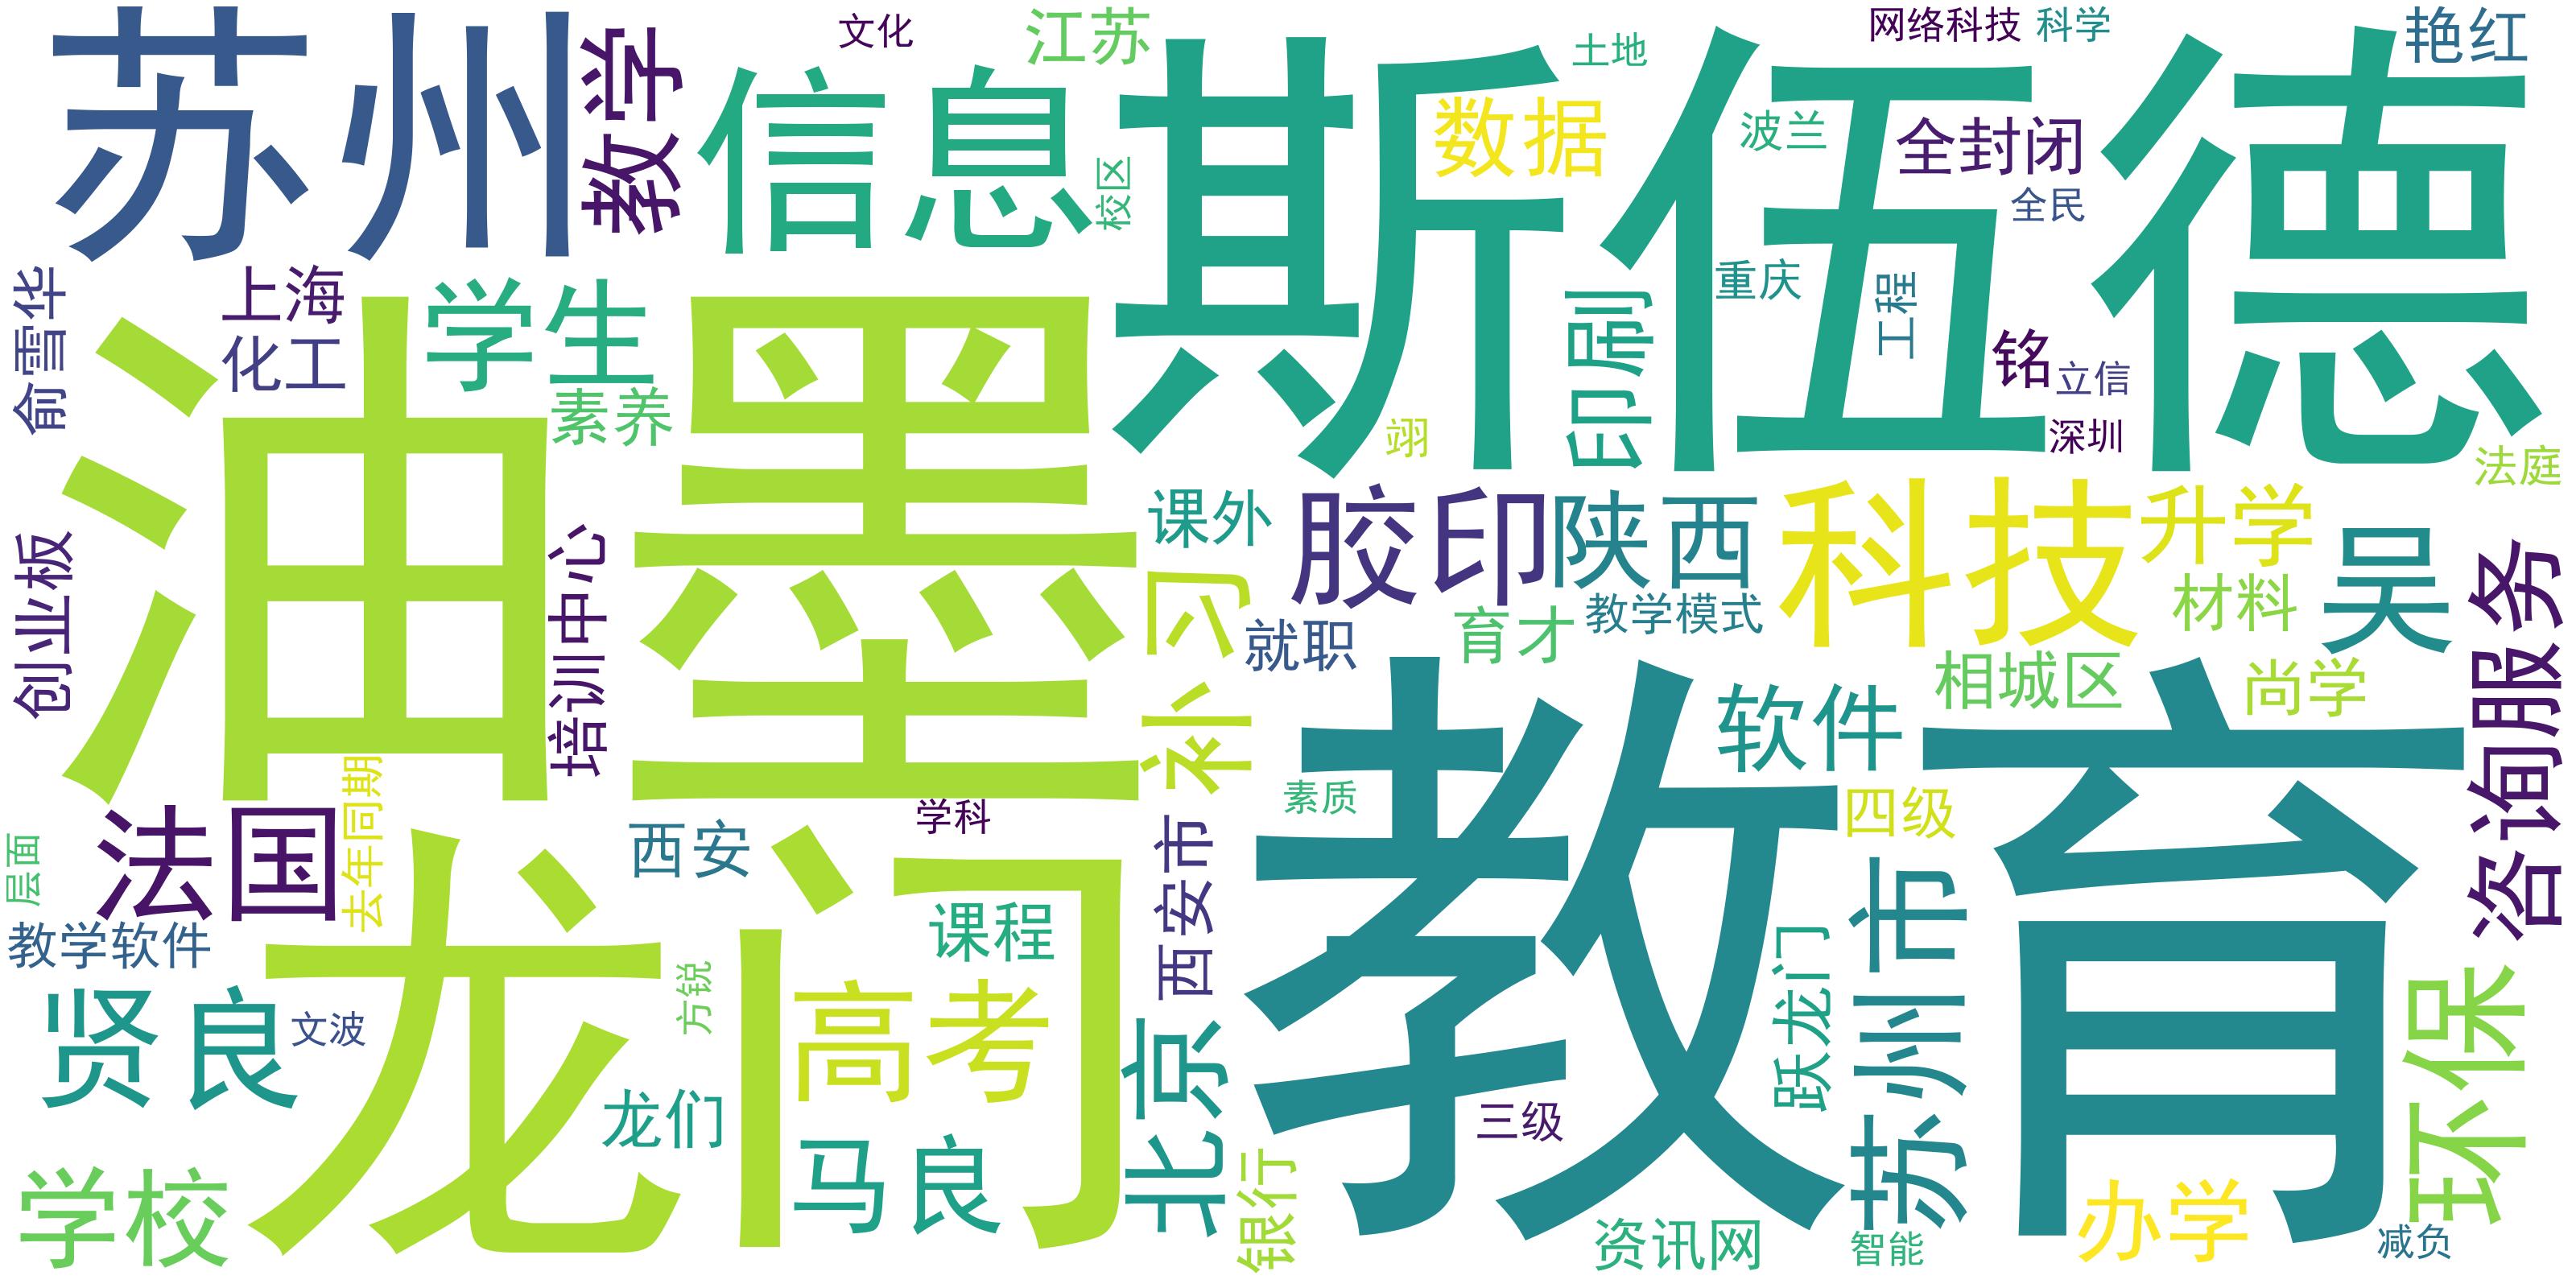 苏州
教学
文化
信息
江苏
校区
斯伍德
数据
土地
网络科技
科学
艳红
波兰
全封闭
全民
重庆
工程
铭
立信
深圳
法庭
印刷
翊
俞雪华
上海
化工
学生
素养
油墨
创业板
培训中心
课外
补习
胶印
陕西
科技
升学
吴
咨询服务
就职
育才
教学模式
材料
相城区
尚学
软件
教育
素质
四级
法国
去年同期
层面
教学软件
西安
学科
龙门
课程
西安市
贤良
文波
方锐
高考
北京
跃龙门
苏州市
环保
龙们
马良
三级
学校
银行
资讯网
智能
办学
减负